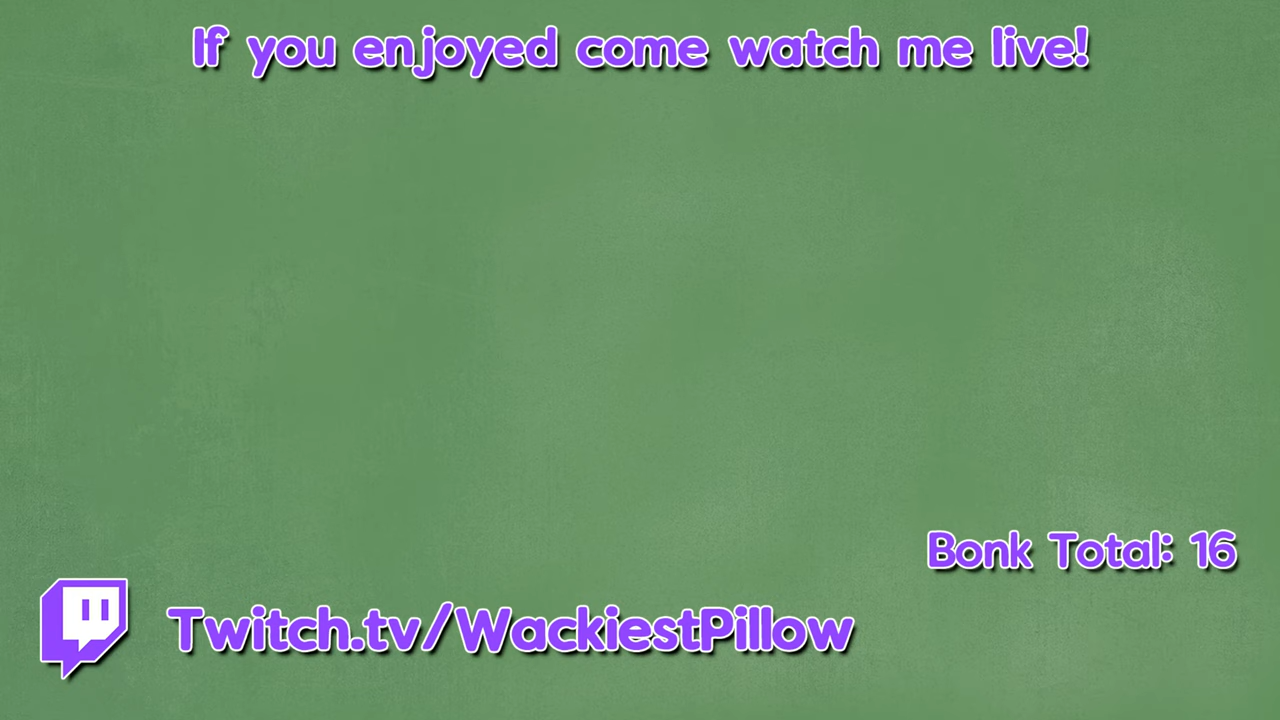 If you enjoyed come watch me live!
Bonk Total: 16
Twitch.tv/WackiestPillow